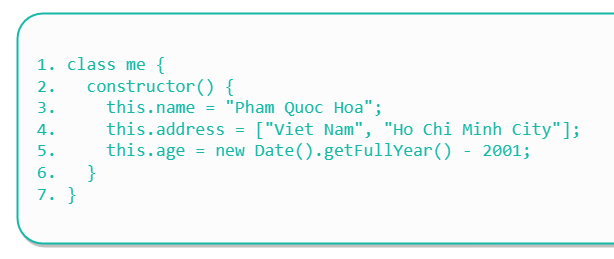 1. class me {
2.   constructor() {
3.     this.name = "Pham Quoc Hoa";
4.     this.address = ["Viet Nam", "Ho Chi Minh City"];
5.     this.age = new Date().getFullYear() - 2001;
6.   }
7. }